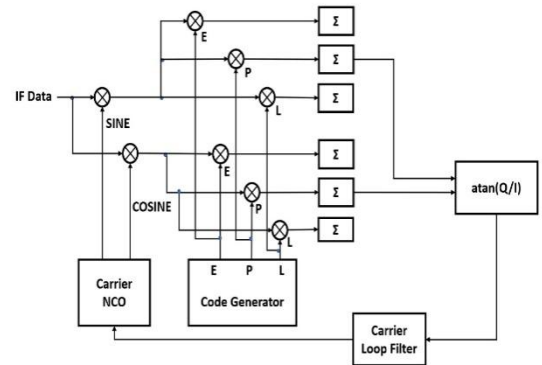 Σ
E
Σ
P
IF Data
Σ
L
SINE
Σ
E
Σ
atan(Q/I)
P
COSINE
Σ
L
E P L
Carrier
NCO
Code Generator
Carrier
Loop Filter